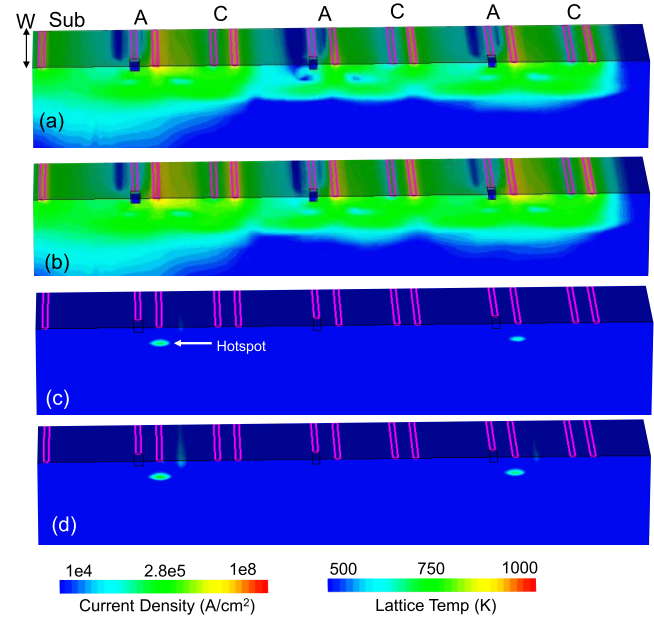 W Sub A C A C A C
(a)
(b)
Hotspot
(c)
(d)
1e4 2.8e5 1e8 500 750 1000
Current Density (A/cm²) Lattice Temp (K)